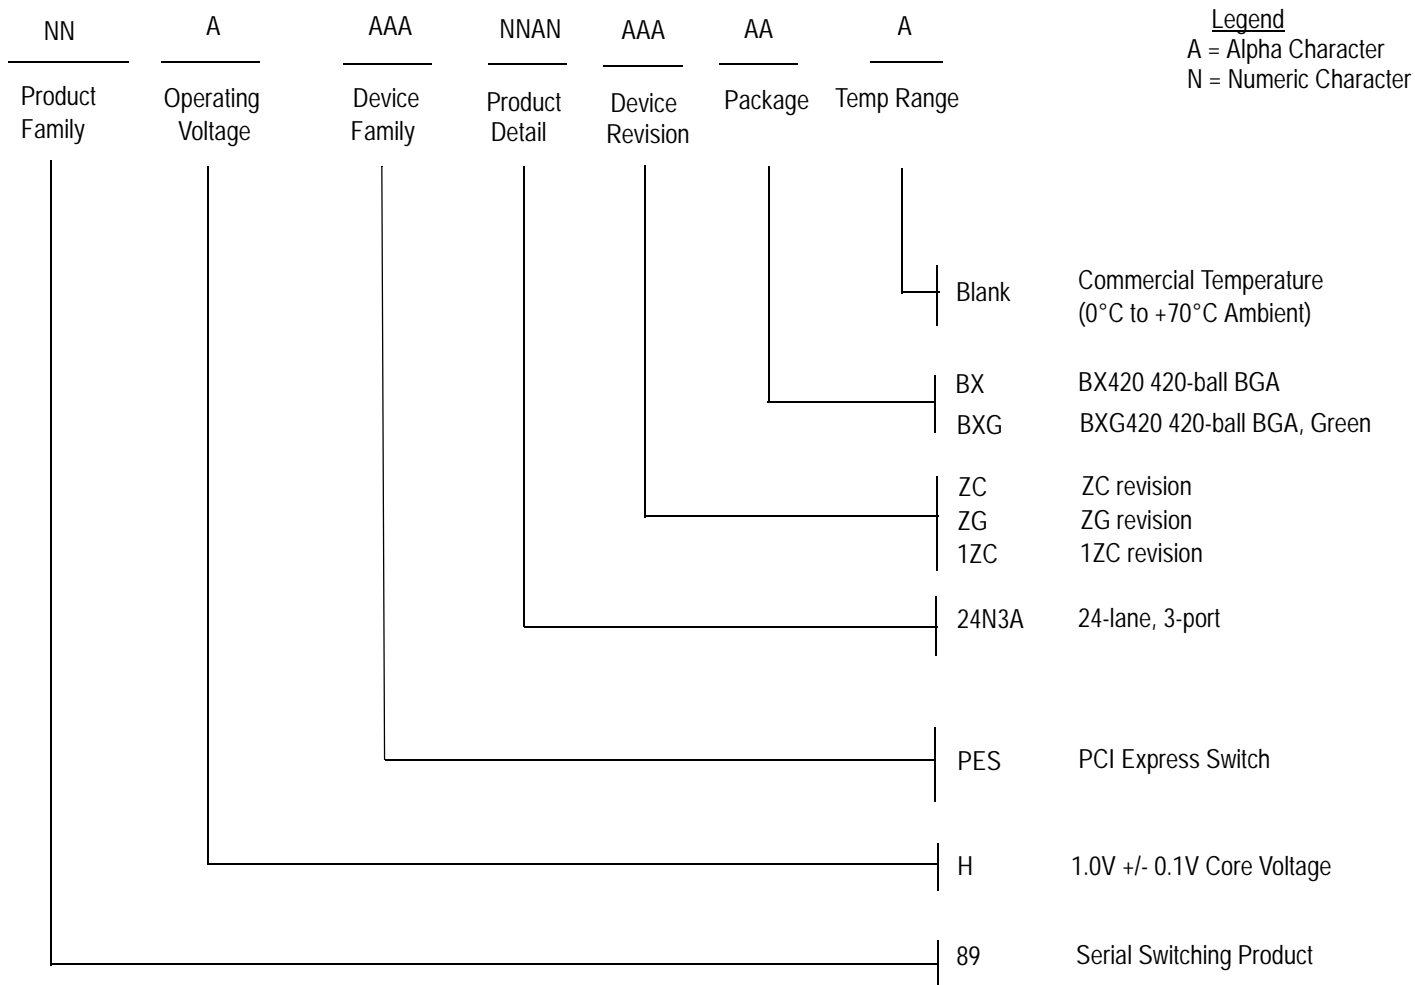 NN A AAA NNAN AAA AA A
Legend
A = Alpha Character
N = Numeric Character
Product Family
Operating Voltage
Device Family
Product Detail
Device Revision
Package
Temp Range
Blank Commercial Temperature
(0°C to +70°C Ambient)
BX BX420 420-ball BGA
BXG BXG420 420-ball BGA, Green
ZC ZC revision
ZG ZG revision
1ZC 1ZC revision
24N3A 24-lane, 3-port
PES PCI Express Switch
H 1.0V +/- 0.1V Core Voltage
89 Serial Switching Product